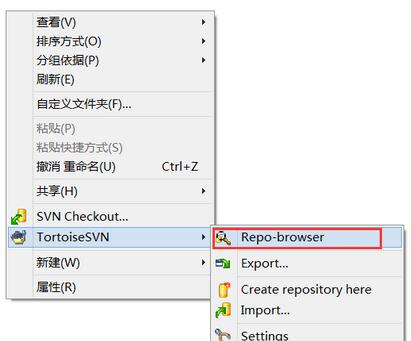 查看(V)
排序方式(O)
分组依据(P)
刷新(E)
自定义文件夹(F)...
粘贴(P)
粘贴快捷方式(S)
撤消 重命名(U) Ctrl+Z
共享(H)
SVN Checkout...
TortoiseSVN
新建(W)
属性(R)
Repo-browser
Export...
Create repository here
Import...
Settings